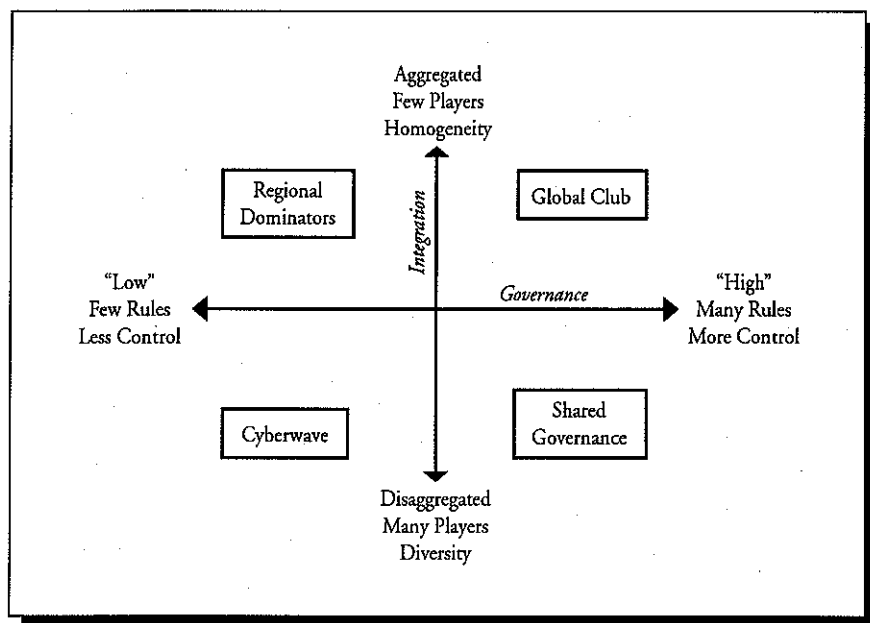 Aggregated
Few Players
Homogeneity
Regional
Dominators
Integration
Global Club
"Low"
Few Rules
Less Control
Governance
"High"
Many Rules
More Control
Cyberwave
Shared
Governance
Disaggregated
Many Players
Diversity